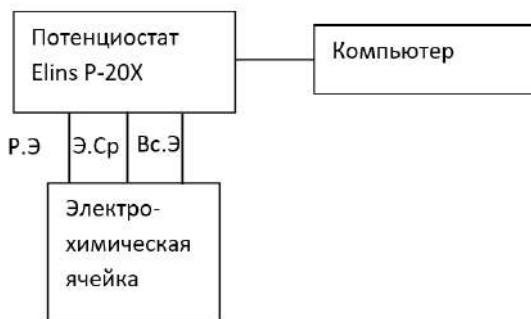 Потенциостат
Elins P-20X
Компьютер
Р.Э Э.Ср Вс.Э
Электро-
химическая
ячейка